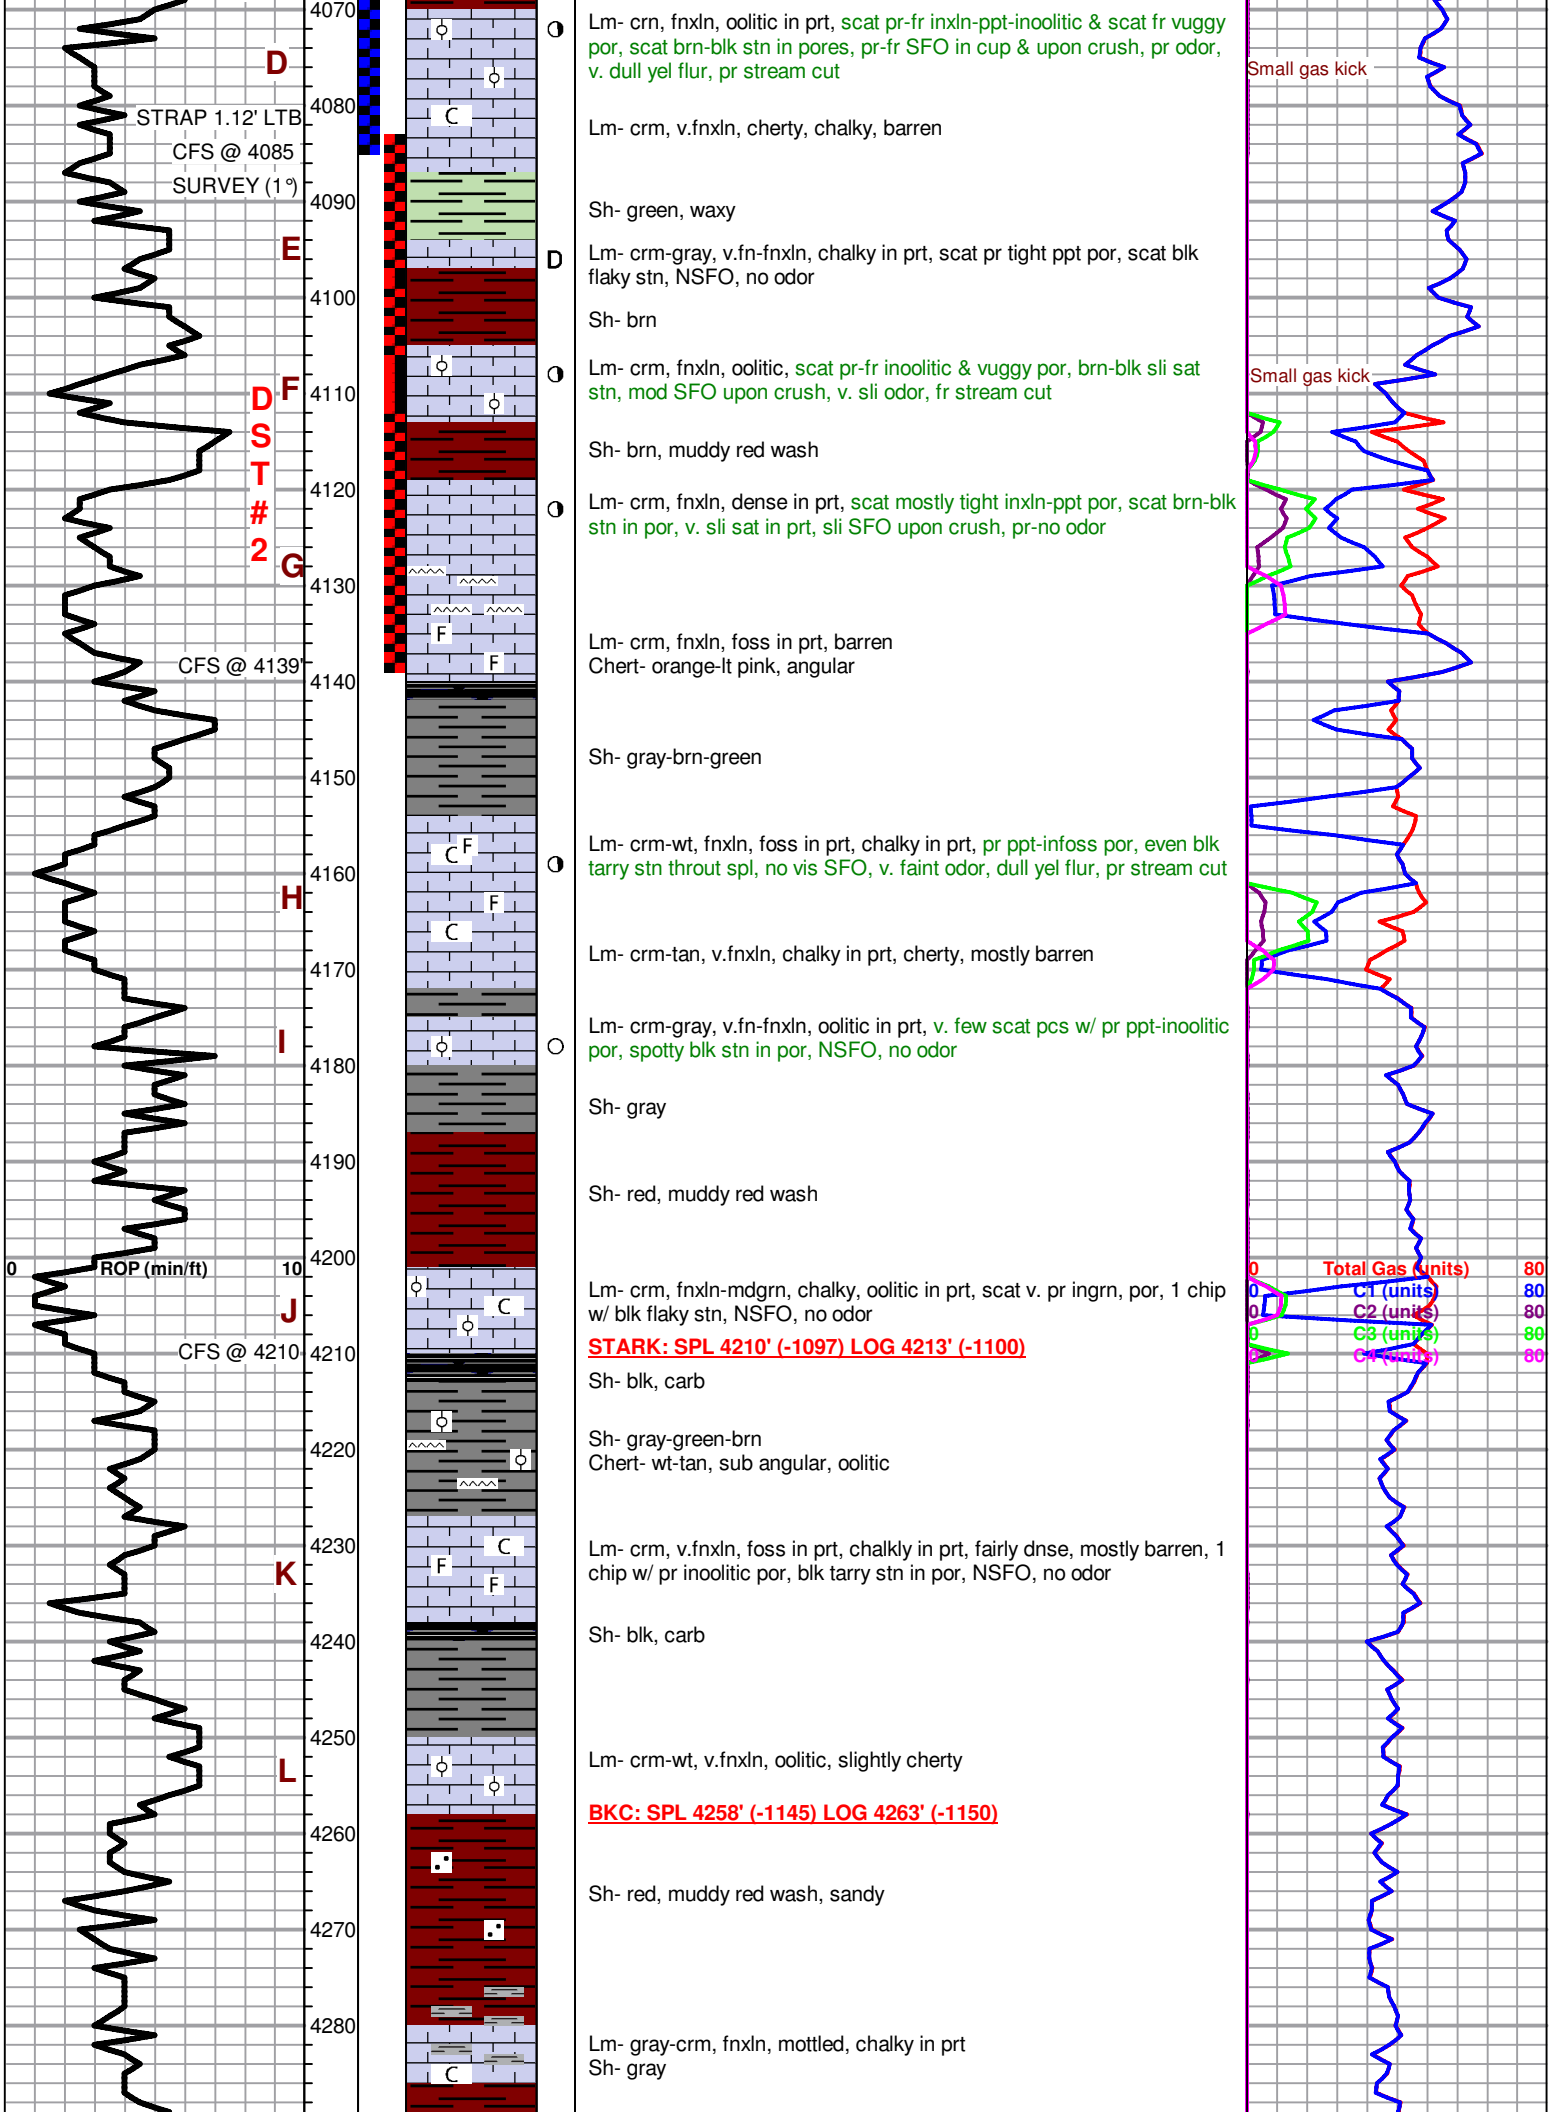 4070
Lm- crn, fnxln, oolitic in prt, scat pr-fr inxln-ppt-inoolitic & scat fr vuggy
por, scat brn-blk stn in pores, pr-fr SFO in cup & upon crush, pr odor,
v. dull yel flur, pr stream cut
D
Small gas kick
4080
STRAP 1.12' LTB
C
Lm- crm, v.fnxln, cherty, chalky, barren
CFS @ 4085
SURVEY (1°)
4090
Sh- green, waxy
E
D
Lm- crm-gray, v.fn-fnxln, chalky in prt, scat pr tight ppt por, scat blk
flaky stn, NSFO, no odor
4100
Sh- brn
Lm- crm, fnxln, oolitic, scat pr-fr inoolitic & vuggy por, brn-blk sli sat
stn, mod SFO upon crush, v. sli odor, fr stream cut
Small gas kick
F
4110
D
S
T
#
2
Sh- brn, muddy red wash
4120
Lm- crm, fnxln, dense in prt, scat mostly tight inxln-ppt por, scat brn-blk
stn in por, v. sli sat in prt, sli SFO upon crush, pr-no odor
G
4130
F
Lm- crm, fnxln, foss in prt, barren
Chert- orange-lt pink, angular
F
CFS @ 4139'
4140
Sh- gray-brn-green
4150
Lm- crm-wt, fnxln, foss in prt, chalky in prt, pr ppt-infoss por, even blk
tarry stn throut spl, no vis SFO, v. faint odor, dull yel flur, pr stream cut
C F
4160
H
F
C
Lm- crm-tan, v.fnxln, chalky in prt, cherty, mostly barren
4170
Lm- crm-gray, v.fn-fnxln, oolitic in prt, v. few scat pcs w/ pr ppt-inoolitic
por, spotty blk stn in por, NSFO, no odor
I
4180
Sh- gray
4190
Sh- red, muddy red wash
4200
0 ROP (min/ft) 10
0 Total Gas (units) 80
0 C1 (units) 80
0 C2 (units) 80
0 C3 (units) 80
0 C4 (units) 80
Lm- crm, fnxln-mdgrn, chalky, oolitic in prt, scat v. pr ingrn, por, 1 chip
w/ blk flaky stn, NSFO, no odor
C
J
STARK: SPL 4210' (-1097) LOG 4213' (-1100)
CFS @ 4210
4210
Sh- blk, carb
4220
Sh- gray-green-brn
Chert- wt-tan, sub angular, oolitic
4230
C
F
F
Lm- crm, v.fnxln, foss in prt, chalkly in prt, fairly dnse, mostly barren, 1
chip w/ pr inoolitic por, blk tarry stn in por, NSFO, no odor
K
4240
Sh- blk, carb
4250
Lm- crm-wt, v.fnxln, oolitic, slightly cherty
L
BKC: SPL 4258' (-1145) LOG 4263' (-1150)
4260
Sh- red, muddy red wash, sandy
4270
4280
Lm- gray-crm, fnxln, mottled, chalky in prt
Sh- gray
C